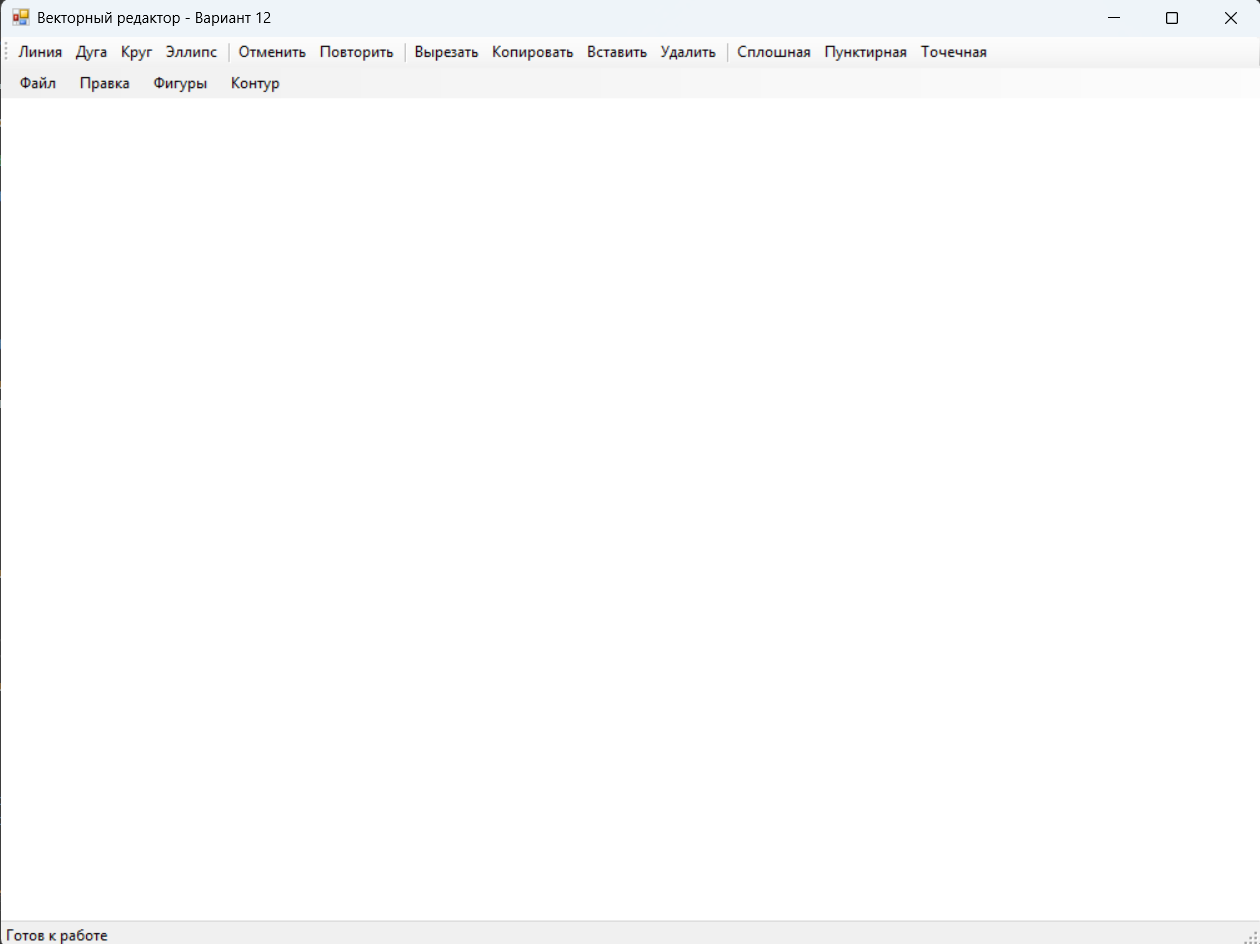 Векторный редактор - Вариант 12
Линия Дуга Круг Эллипс Отменить Повторить Вырезать Копировать Вставить Удалить Сплошная Пунктирная Точечная
Файл Правка Фигуры Контур
Готов к работе